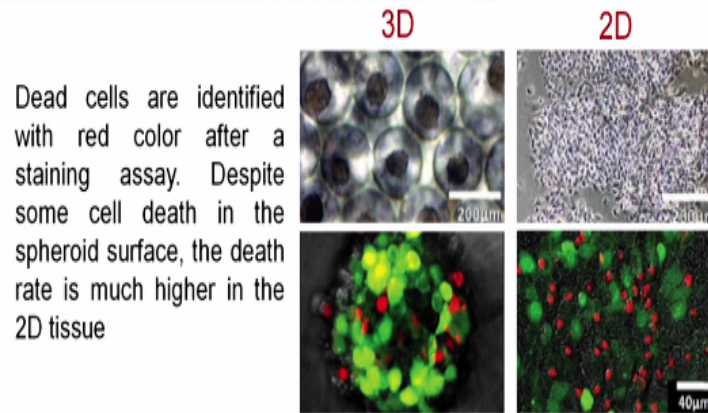 3D
2D
Dead cells are identified
with red color after a
staining assay. Despite
some cell death in the
spheroid surface, the death
rate is much higher in the
2D tissue
200µm
40µm